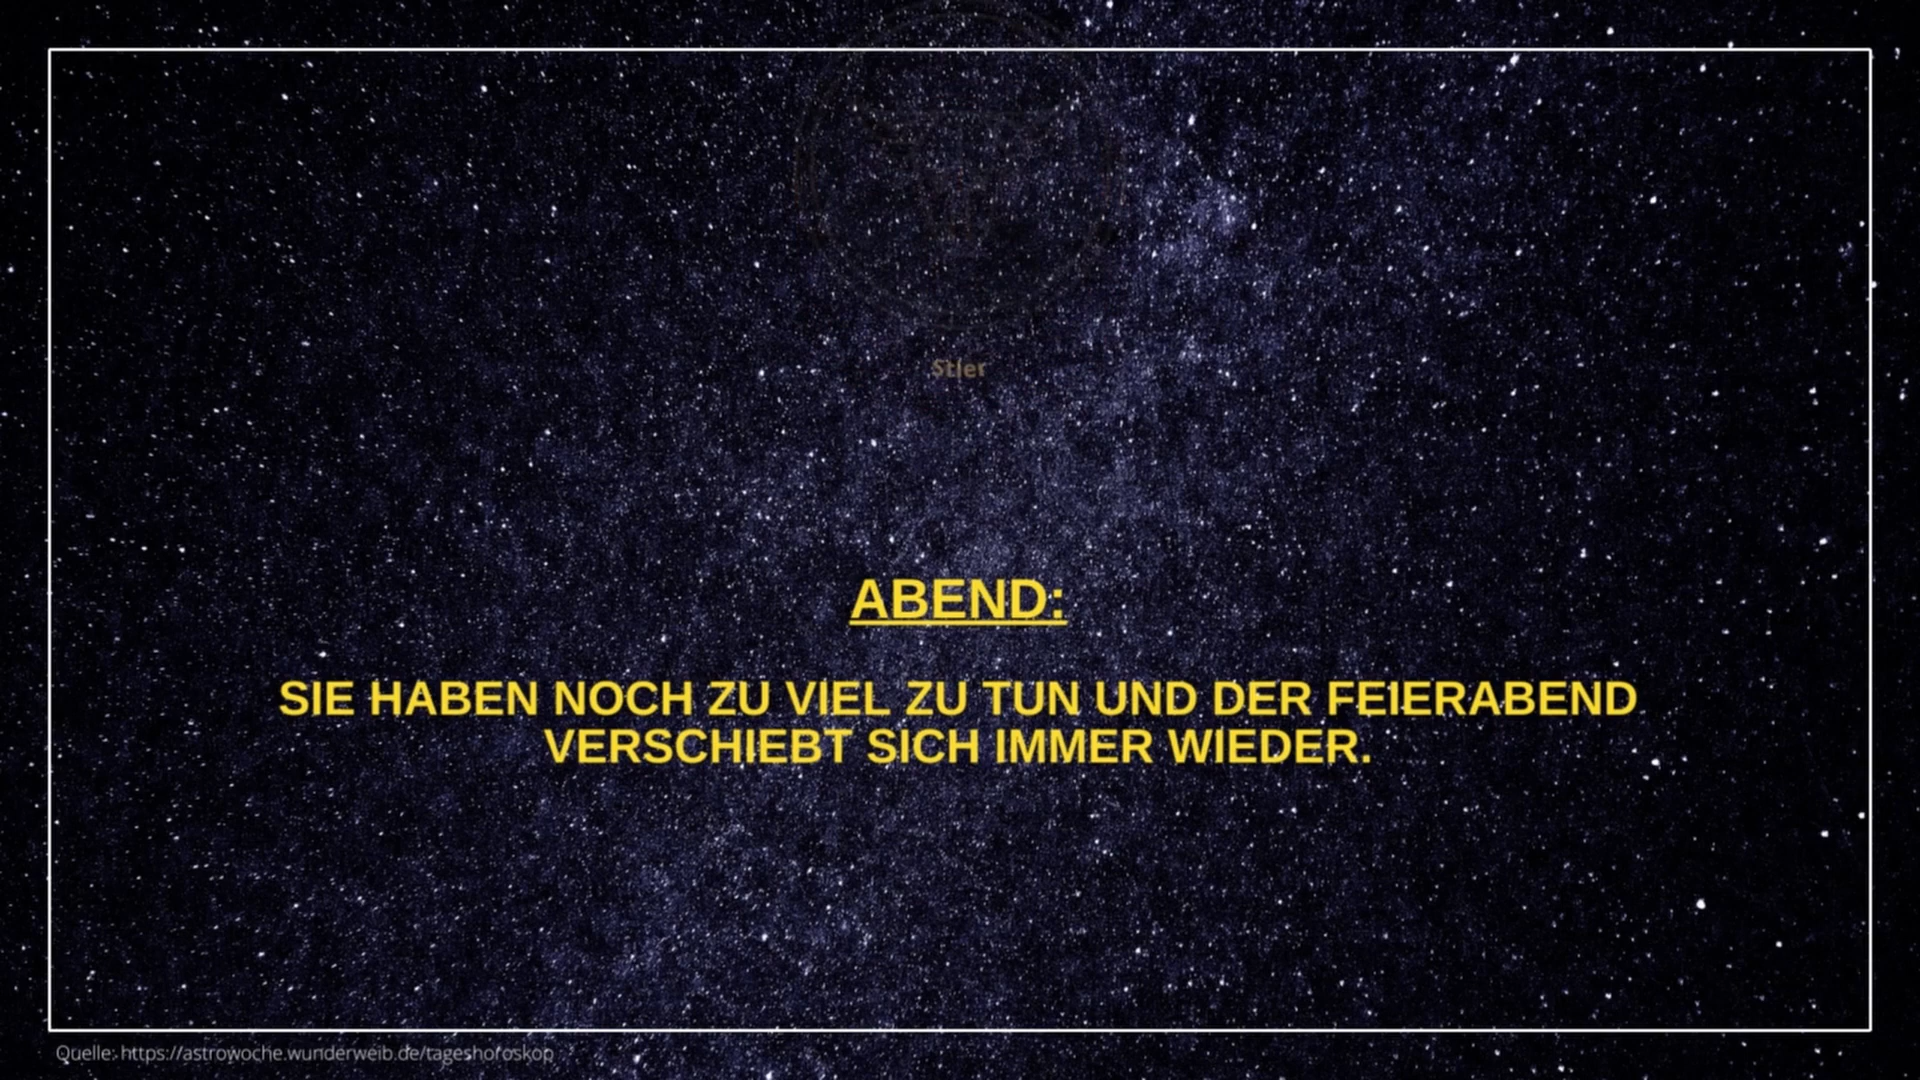 Stier
ABEND:
SIE HABEN NOCH ZU VIEL ZU TUN UND DER FEIERABEND
VERSCHIEBT SICH IMMER WIEDER.
Quelle: https://astrowoche.wunderweib.de/tageshoroskop